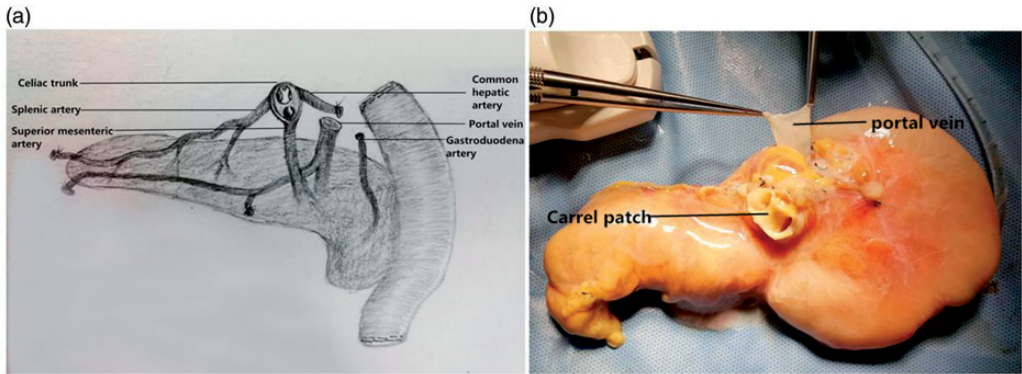 (a)
Celiac trunk
Splenic artery
Superior mesenteric
artery
Common
hepatic
artery
Portal vein
Gastroduodena
artery
(b)
portal vein
Carrel patch